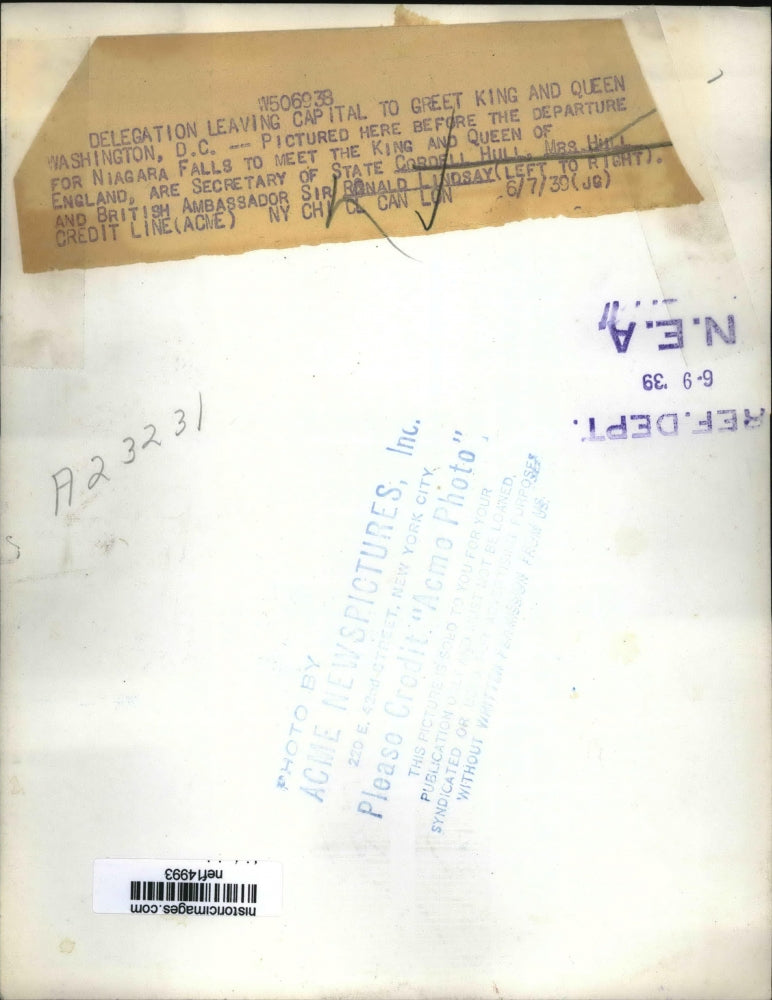 W506938
DELEGATION LEAVING CAPITAL TO GREET KING AND QUEEN
WASHINGTON, D.C. -- PICTURED HERE BEFORE THE DEPARTURE
FOR NIAGARA FALLS TO MEET THE KING AND QUEEN OF
ENGLAND, ARE SECRETARY OF STATE CORDELL HULL, MRS. HULL
AND BRITISH AMBASSADOR SIR RONALD LINDSAY(LEFT TO RIGHT).
CREDIT LINE(ACME) NY CH CL CAN LON 6/7/39(JG)
N.E.A
6-9 '39
REF. DEPT.
A23231
PHOTO BY
ACME NEWSPICTURES, Inc.
220 E. 42nd STREET, NEW YORK CITY,
Please Credit "Acme Photo"
THIS PICTURE IS SOLD TO YOU FOR YOUR
PUBLICATION ONLY AND MUST NOT BE LOANED,
SYNDICATED OR USED FOR ADVERTISING PURPOSES
WITHOUT WRITTEN PERMISSION FROM US.
historicimages.com
nef14993